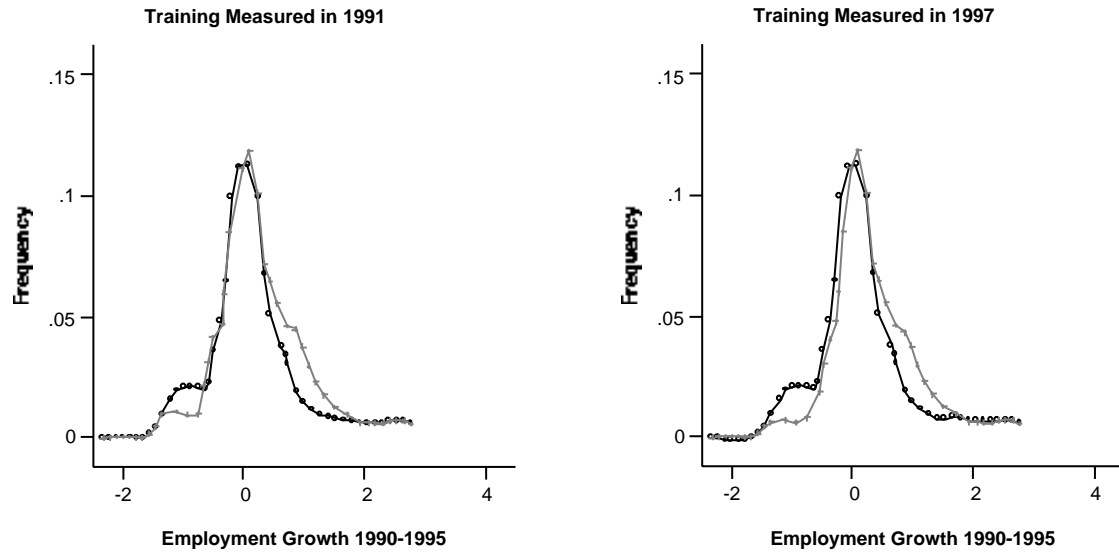 Training Measured in 1991
.15
.1
.05
0
Frequency
-2 0 2 4
Employment Growth 1990-1995
Training Measured in 1997
.15
.1
.05
0
Frequency
-2 0 2 4
Employment Growth 1990-1995